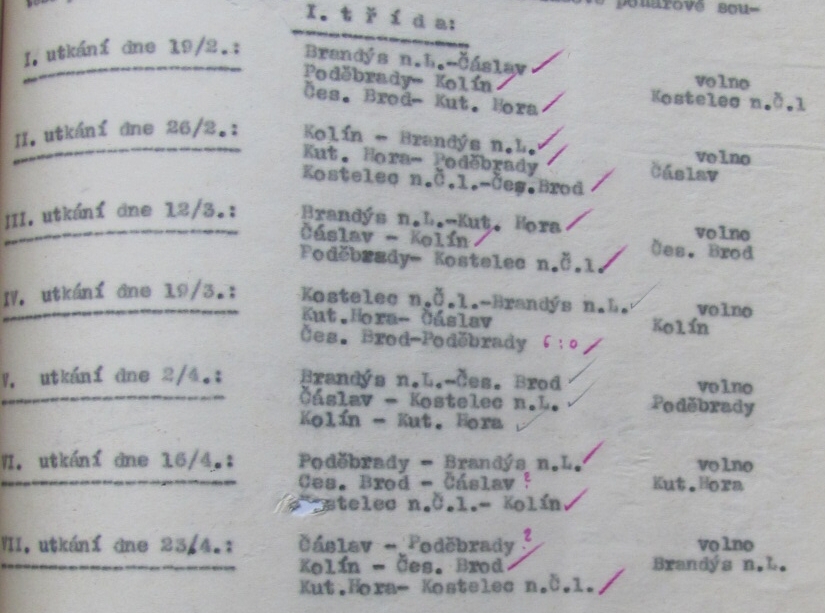 pohárové sou-
I. třída:
I. utkání dne 19/2.: Brandýs n.L.-Čáslav volno
Poděbrady- Kolín Kostelec n.Č.l
Čes. Brod- Kut. Hora
II. utkání dne 26/2.: Kolín - Brandýs n.L. volno
Kut. Hora- Poděbrady Čáslav
Kostelec n.Č.l.-Čes.Brod
III. utkání dne 12/3.: Brandýs n.L.-Kut. Hora volno
Čáslav - Kolín Čes. Brod
Poděbrady- Kostelec n.Č.l.
IV. utkání dne 19/3.: Kostelec n.Č.l.-Brandýs n.L. volno
Kut.Hora- Čáslav Kolín
Čes. Brod-Poděbrady 6:0
V. utkání dne 2/4.: Brandýs n.L.-Čes. Brod volno
Čáslav - Kostelec n.L. Poděbrady
Kolín - Kut. Hora
VI. utkání dne 16/4.: Poděbrady - Brandýs n.L. volno
Čes. Brod - Čáslav ? Kut.Hora
Kostelec n.Č.l.- Kolín
VII. utkání dne 23/4.: Čáslav - Poděbrady ? volno
Kolín - Čes. Brod Brandýs n.L.
Kut.Hora- Kostelec n.Č.l.